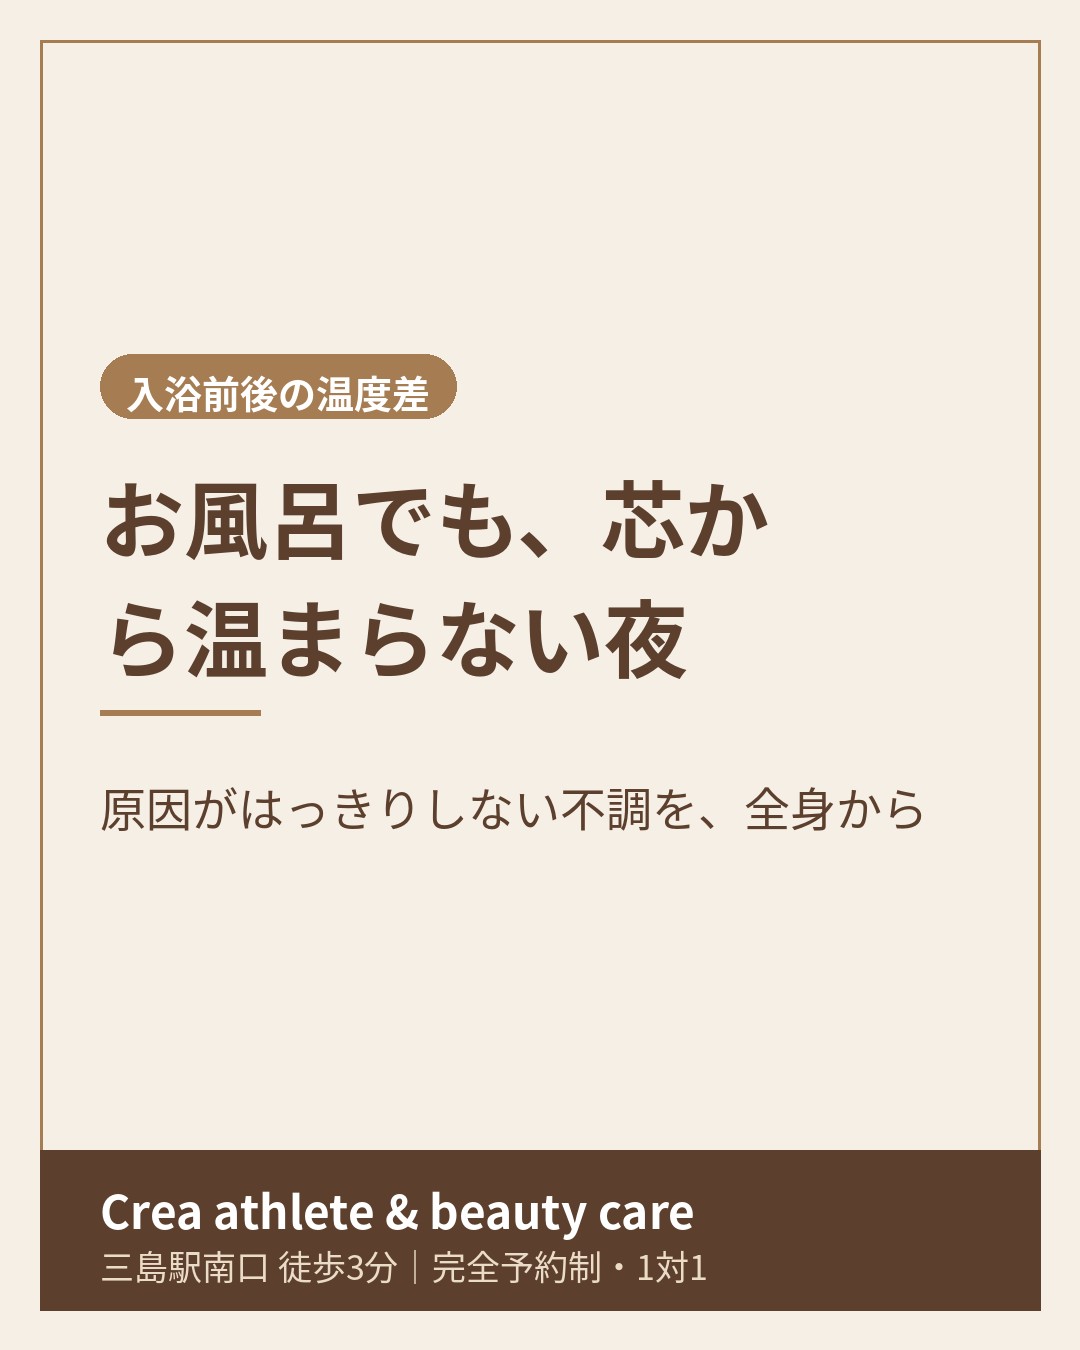 入浴前後の温度差
お風呂でも、芯か
ら温まらない夜
原因がはっきりしない不調を、全身から
Crea athlete & beauty care
三島駅南口 徒歩3分｜完全予約制・1対1